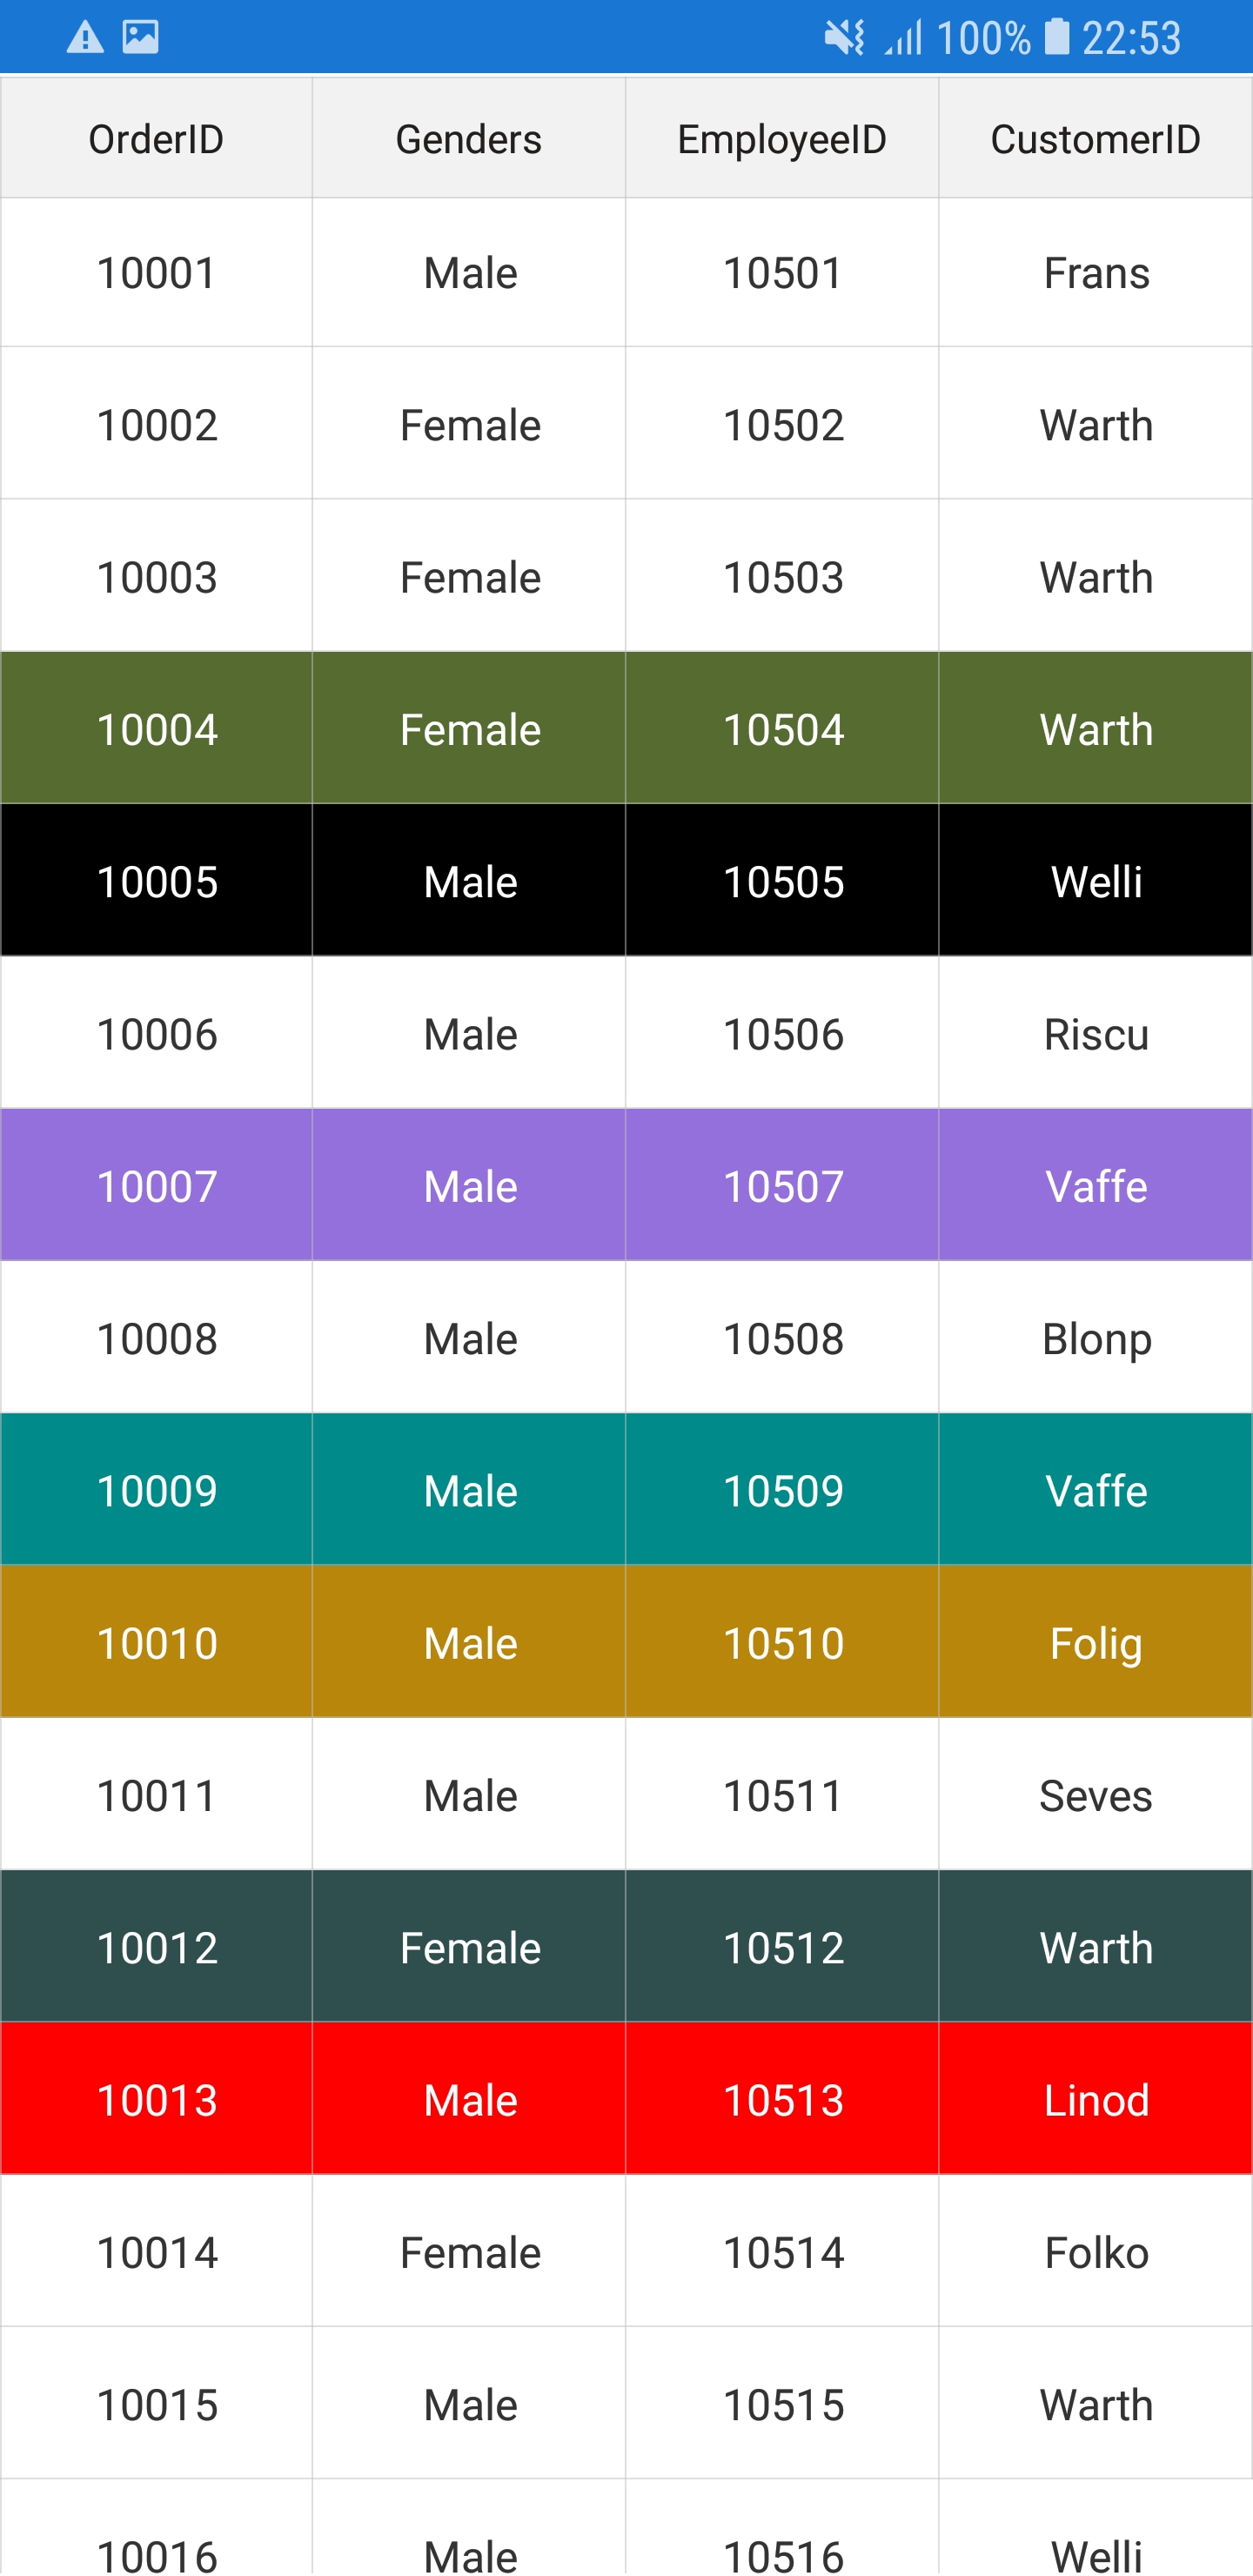 100% 22:53
OrderID Genders EmployeeID CustomerID
10001 Male 10501 Frans
10002 Female 10502 Warth
10003 Female 10503 Warth
10004 Female 10504 Warth
10005 Male 10505 Welli
10006 Male 10506 Riscu
10007 Male 10507 Vaffe
10008 Male 10508 Blonp
10009 Male 10509 Vaffe
10010 Male 10510 Folig
10011 Male 10511 Seves
10012 Female 10512 Warth
10013 Male 10513 Linod
10014 Female 10514 Folko
10015 Male 10515 Warth
10016 Male 10516 Welli